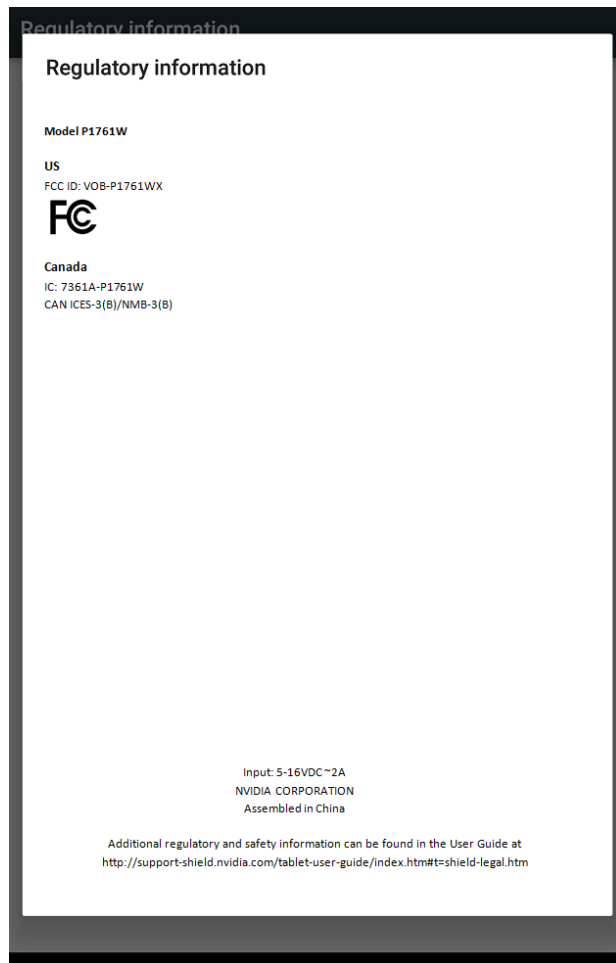 Regulatory information
Regulatory information
Model P1761W
US
FCC ID: VOB-P1761WX
FC
Canada
IC: 7361A-P1761W
CAN ICES-3(B)/NMB-3(B)
Input: 5-16VDC~2A
NVIDIA CORPORATION
Assembled in China
Additional regulatory and safety information can be found in the User Guide at
http://support-shield.nvidia.com/tablet-user-guide/index.htm#t=shield-legal.htm